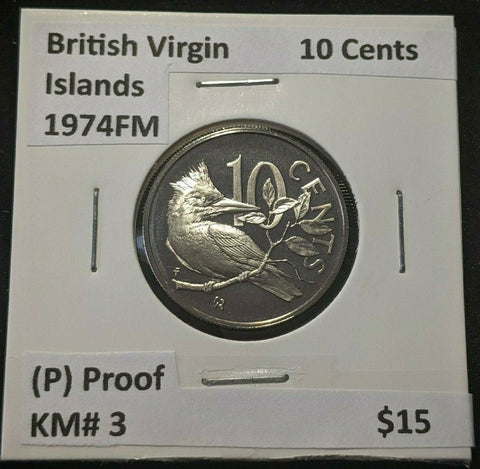 British Virgin
Islands
1974FM
10 Cents
10 CENTS
(P) Proof
KM# 3
$15